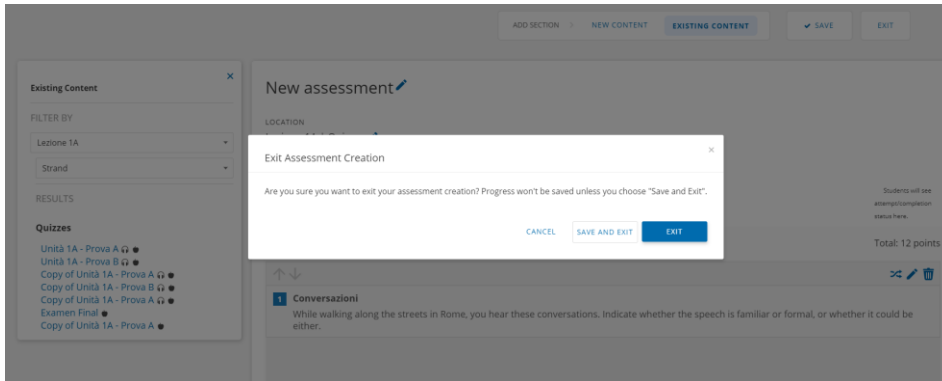 ADD SECTION
NEW CONTENT
EXISTING CONTENT
SAVE
EXIT
Existing Content
FILTER BY
Lezione 1A
Strand
RESULTS
Quizzes
Unità 1A - Prova A
Unità 1A - Prova B
Copy of Unità 1A - Prova A
Copy of Unità 1A - Prova B
Copy of Unità 1A - Prova A
Examen Final
Copy of Unità 1A - Prova A
New assessment
LOCATION
Exit Assessment Creation
Are you sure you want to exit your assessment creation? Progress won't be saved unless you choose "Save and Exit".
CANCEL
SAVE AND EXIT
EXIT
Students will see
attempt/completion
status here.
Total: 12 points
1 Conversazioni
While walking along the streets in Rome, you hear these conversations. Indicate whether the speech is familiar or formal, or whether it could be
either.